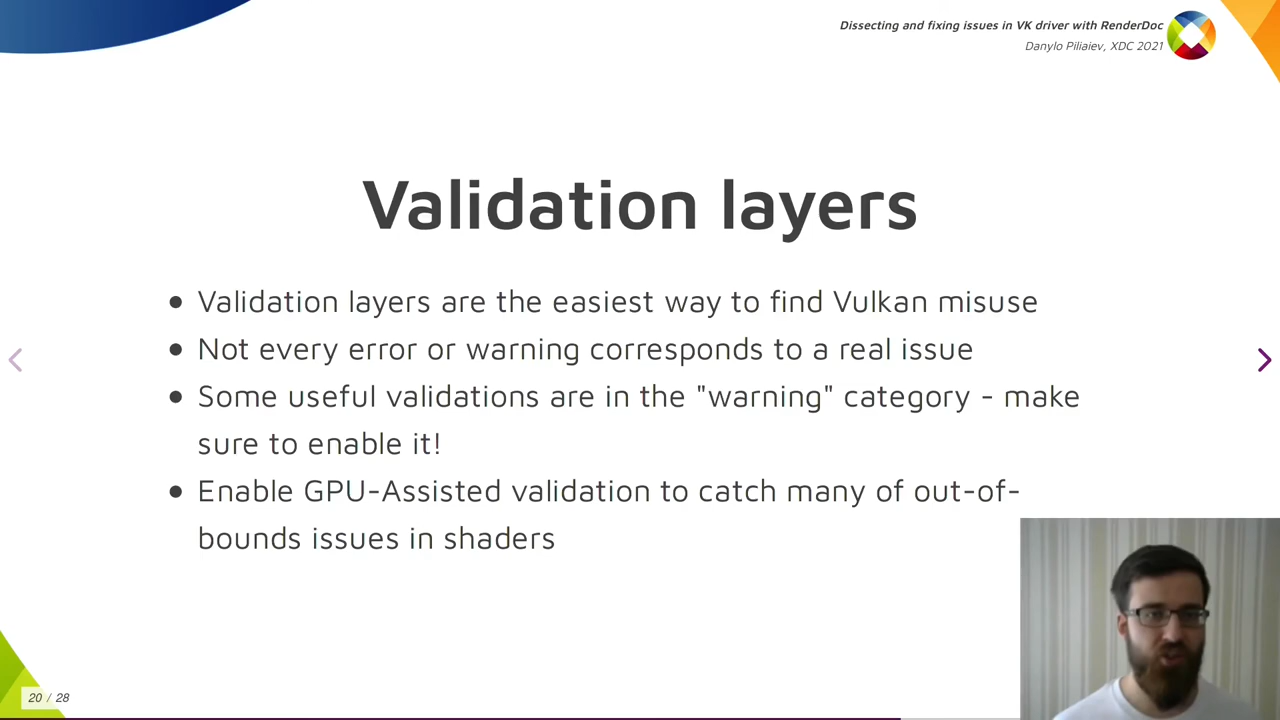 Dissecting and fixing issues in VK driver with RenderDoc
Danylo Piliaiev, XDC 2021
Validation layers
• Validation layers are the easiest way to find Vulkan misuse
• Not every error or warning corresponds to a real issue
• Some useful validations are in the "warning" category - make
sure to enable it!
• Enable GPU-Assisted validation to catch many of out-of-
bounds issues in shaders
20 / 28